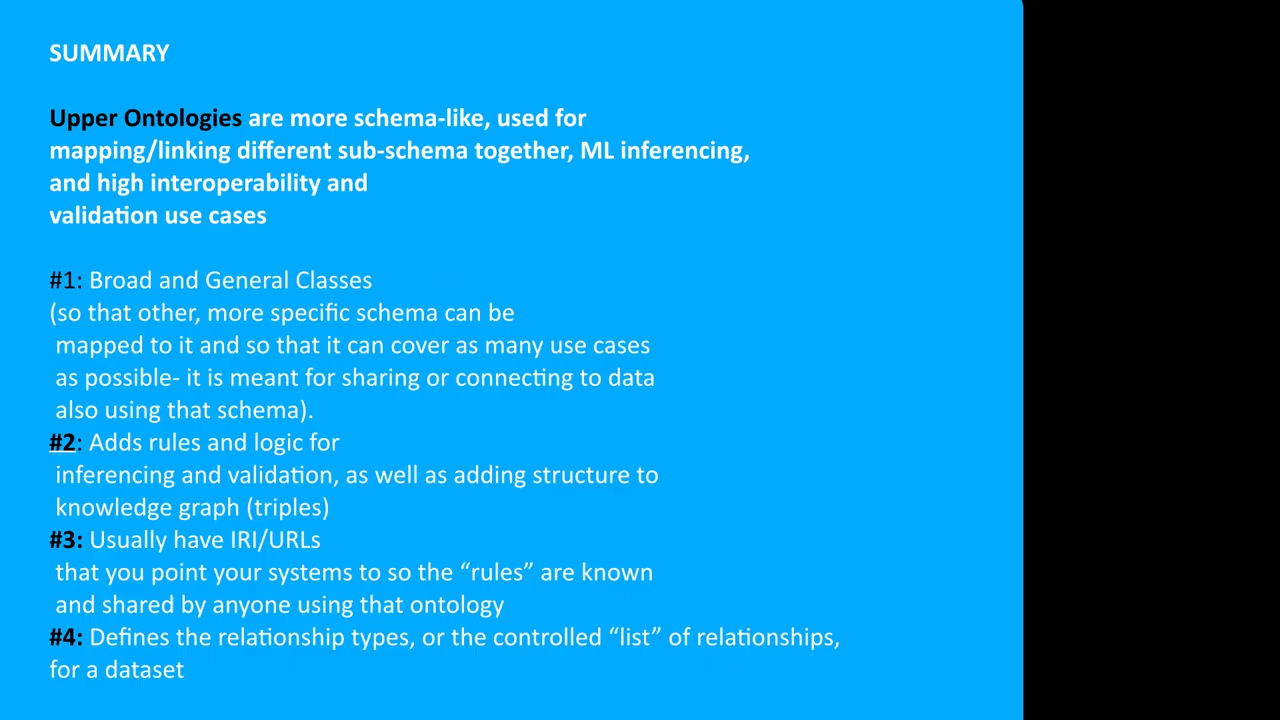 SUMMARY
Upper Ontologies are more schema-like, used for
mapping/linking different sub-schema together, ML inferencing,
and high interoperability and
validation use cases
#1: Broad and General Classes
(so that other, more specific schema can be
mapped to it and so that it can cover as many use cases
as possible- it is meant for sharing or connecting to data
also using that schema).
#2: Adds rules and logic for
inferencing and validation, as well as adding structure to
knowledge graph (triples)
#3: Usually have IRI/URLs
that you point your systems to so the “rules” are known
and shared by anyone using that ontology
#4: Defines the relationship types, or the controlled “list” of relationships,
for a dataset